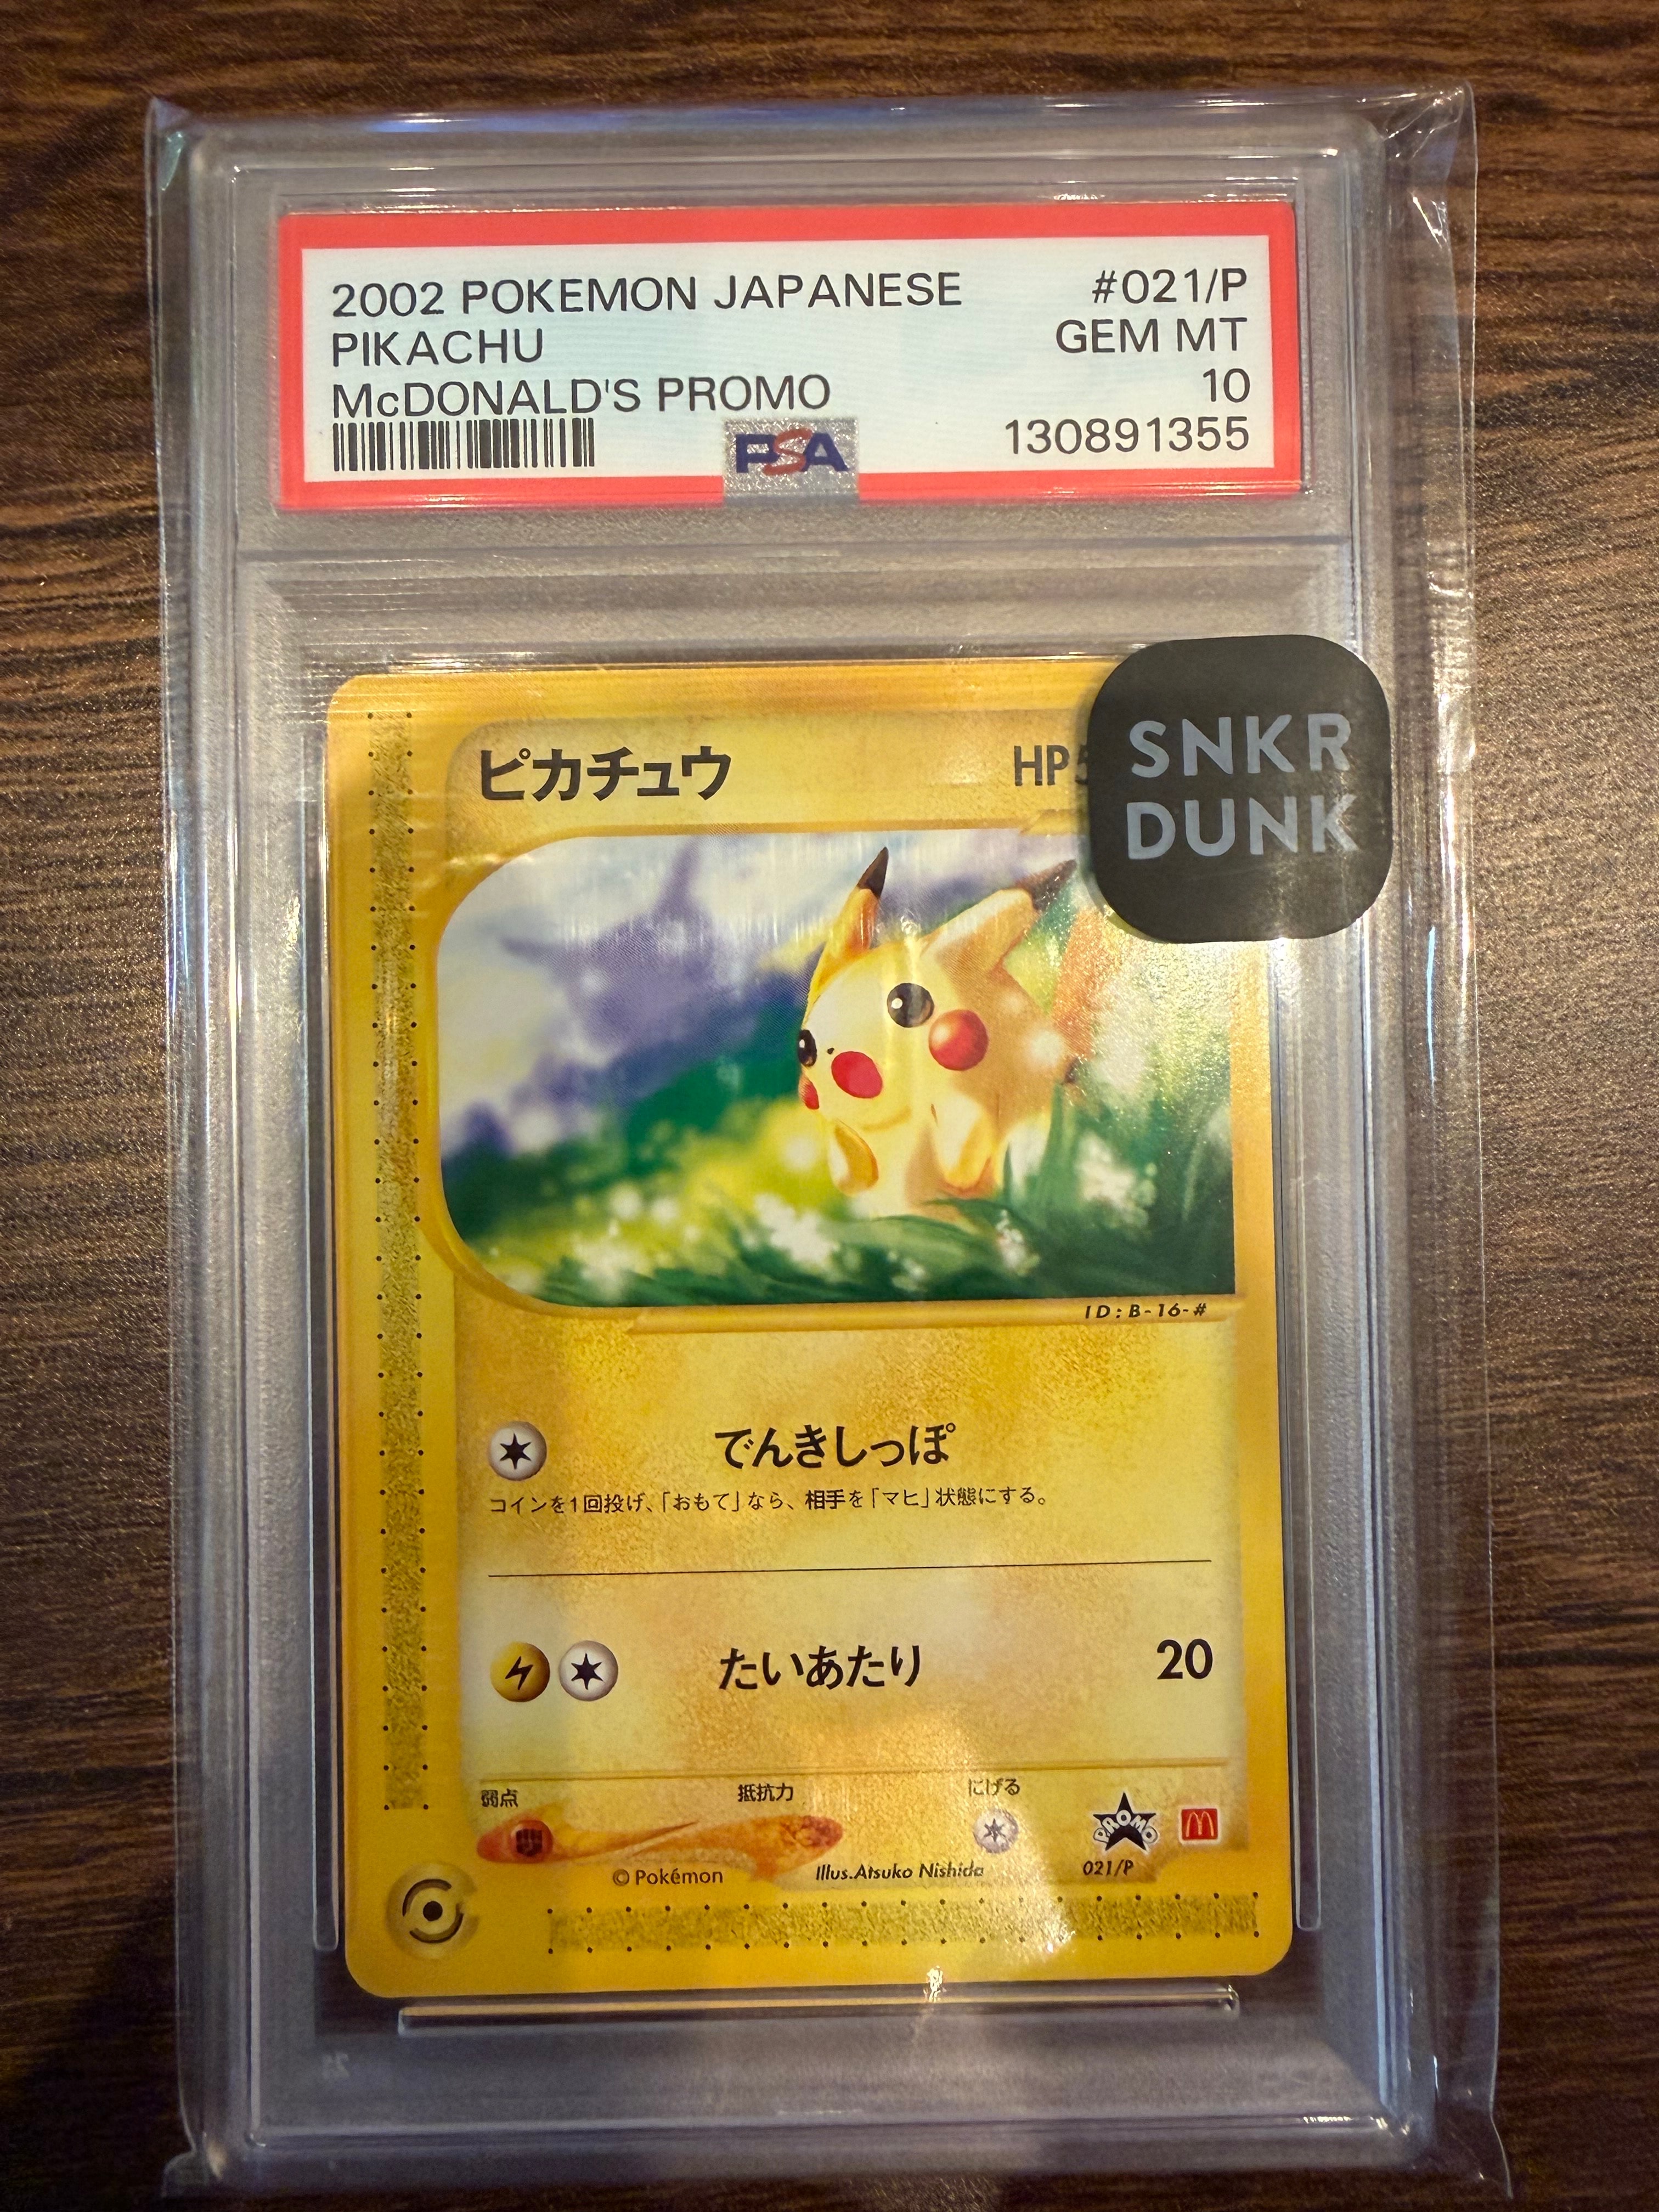 2002 POKEMON JAPANESE #021/P
PIKACHU GEM MT
McDONALD'S PROMO 10
PSA 130891355
SNKR
DUNK
ピカチュウ HP
ID:B-16-#
でんきしっぽ
コインを1回投げ、「おもて」なら、相手を「マヒ」状態にする。
たいあたり 20
弱点 抵抗力 にげる
PROMO
©Pokémon Illus.Atsuko Nishida 021/P